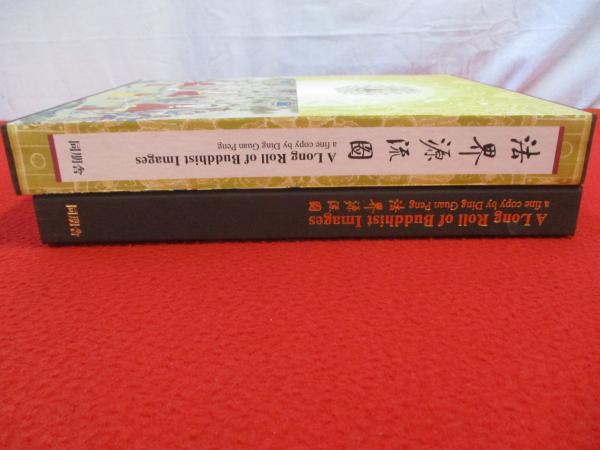 法界源流圖
A Long Roll of Buddhist Images
a fine copy by Ding Guan Peng
同朋舎
A Long Roll of Buddhist Images
a fine copy by Ding Guan Peng 法界源流圖
同朋舎